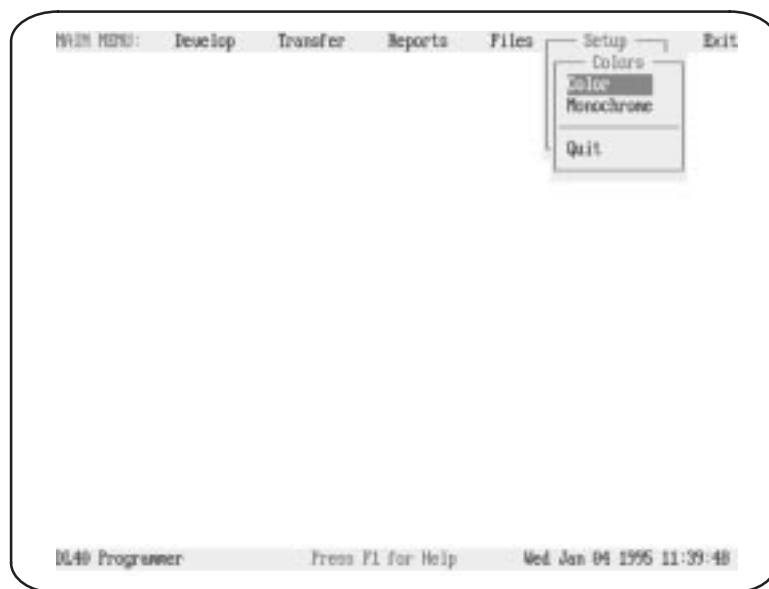 MAIN MENU: Develop Transfer Reports Files Setup Exit
Colors
Color
Monochrome
Quit
DL40 Programmer Press F1 for Help Wed Jan 04 1995 11:39:48